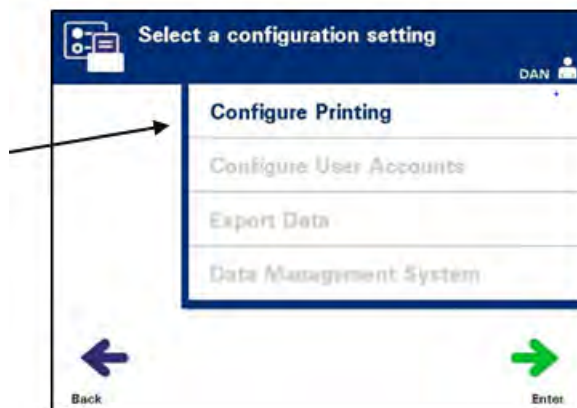 Select a configuration setting
DAN
Configure Printing
Configure User Accounts
Export Data
Data Management System
Back
Enter